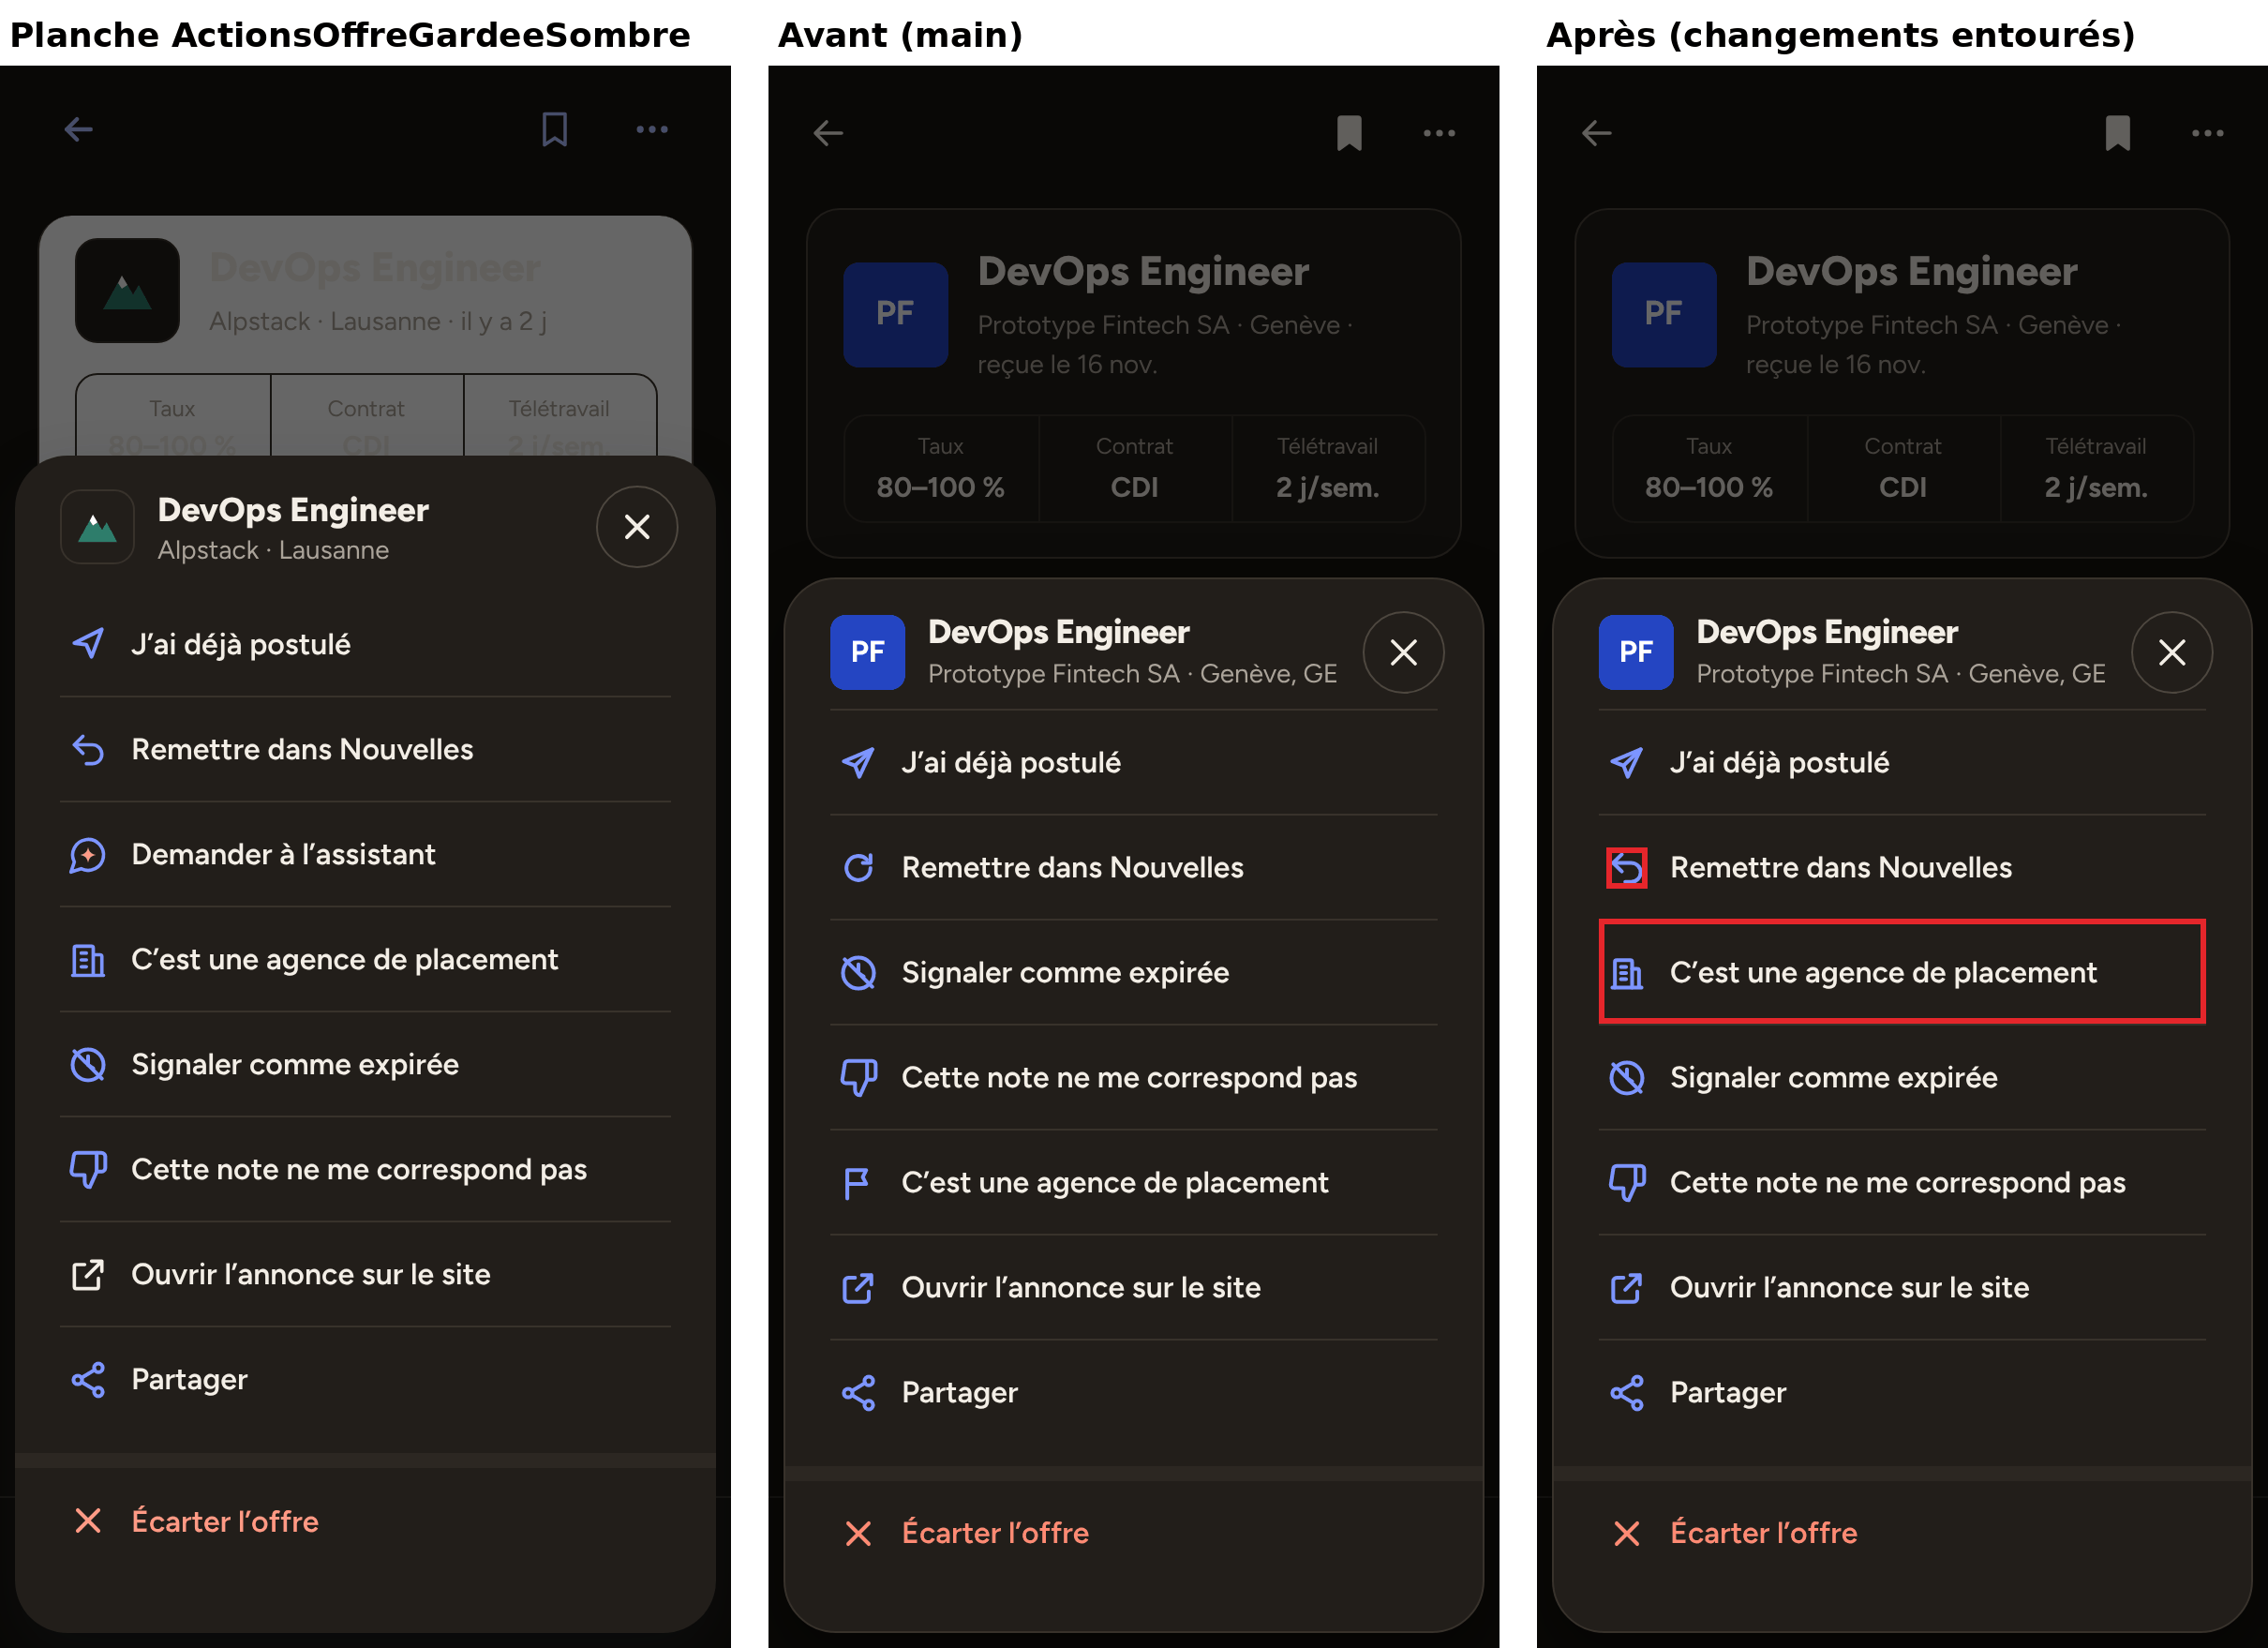 Planche ActionsOffreGardeeSombre
DevOps Engineer
Alpstack · Lausanne · il y a 2 j
Taux
Contrat
Télétravail
80–100 %
CDI
2 j/sem.
DevOps Engineer
Alpstack · Lausanne
J’ai déjà postulé
Remettre dans Nouvelles
Demander à l’assistant
C’est une agence de placement
Signaler comme expirée
Cette note ne me correspond pas
Ouvrir l’annonce sur le site
Partager
Écarter l’offre
Avant (main)
PF
DevOps Engineer
Prototype Fintech SA · Genève ·
reçue le 16 nov.
Taux
Contrat
Télétravail
80–100 %
CDI
2 j/sem.
PF
DevOps Engineer
Prototype Fintech SA · Genève, GE
J’ai déjà postulé
Remettre dans Nouvelles
Signaler comme expirée
Cette note ne me correspond pas
C’est une agence de placement
Ouvrir l’annonce sur le site
Partager
Écarter l’offre
Après (changements entourés)
PF
DevOps Engineer
Prototype Fintech SA · Genève ·
reçue le 16 nov.
Taux
Contrat
Télétravail
80–100 %
CDI
2 j/sem.
PF
DevOps Engineer
Prototype Fintech SA · Genève, GE
J’ai déjà postulé
Remettre dans Nouvelles
C’est une agence de placement
Signaler comme expirée
Cette note ne me correspond pas
Ouvrir l’annonce sur le site
Partager
Écarter l’offre